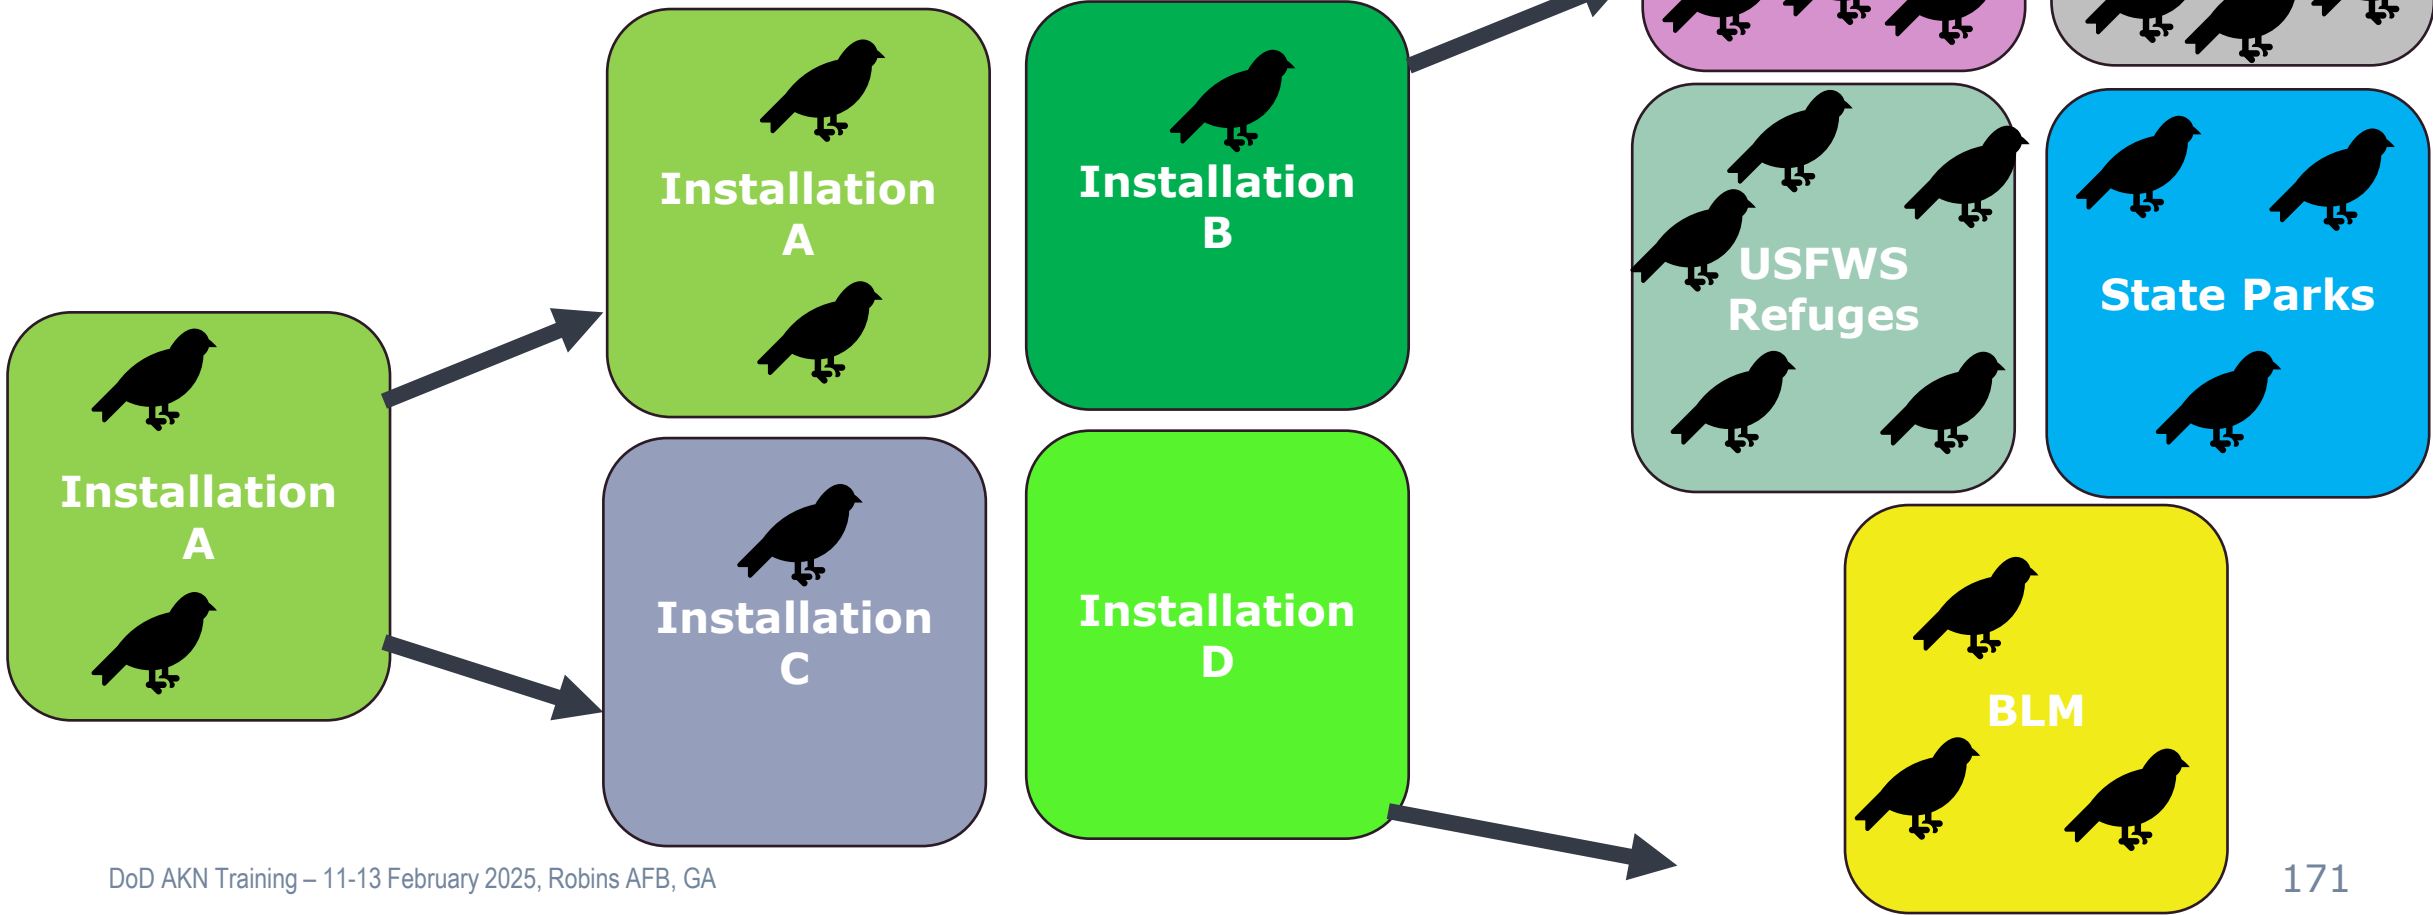 Installation
A
Installation
A
Installation
B
Installation
C
Installation
D
USFWS
Refuges
State Parks
BLM
DoD AKN Training – 11-13 February 2025, Robins AFB, GA
171